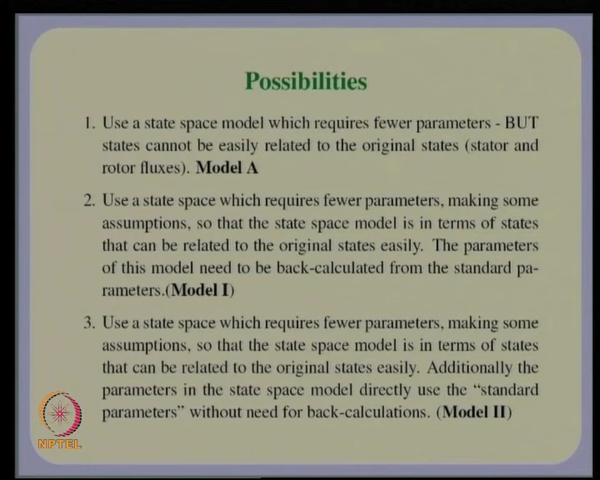 Possibilities
1. Use a state space model which requires fewer parameters - BUT
states cannot be easily related to the original states (stator and
rotor fluxes). Model A
2. Use a state space which requires fewer parameters, making some
assumptions, so that the state space model is in terms of states
that can be related to the original states easily. The parameters
of this model need to be back-calculated from the standard pa-
rameters.(Model I)
3. Use a state space which requires fewer parameters, making some
assumptions, so that the state space model is in terms of states
that can be related to the original states easily. Additionally the
parameters in the state space model directly use the “standard
parameters” without need for back-calculations. (Model II)
NPTEL